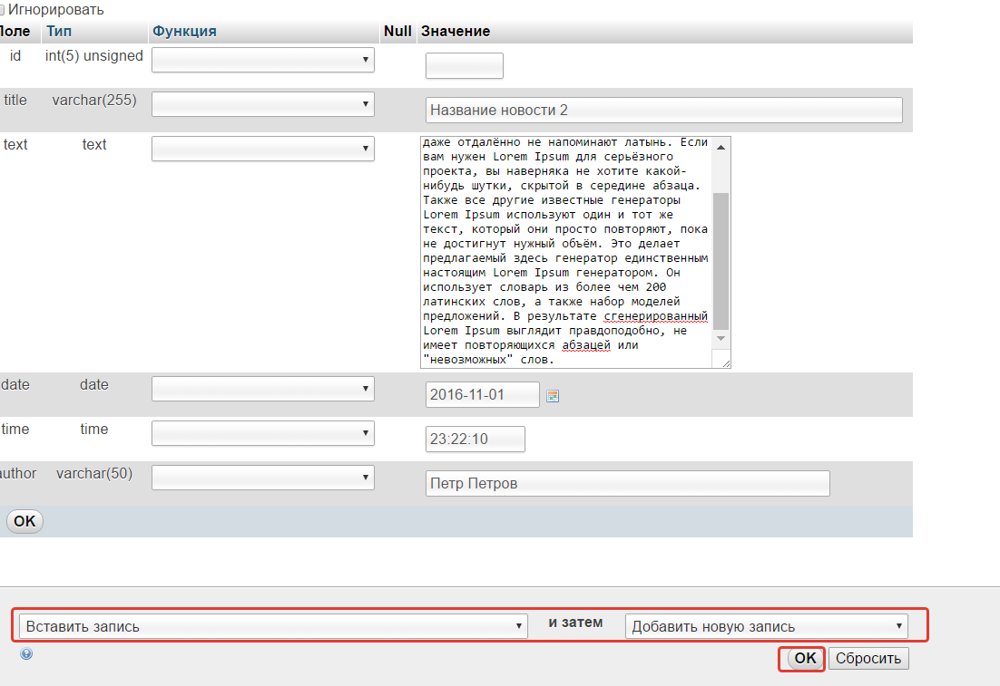 Игнорировать
Поле Тип Функция Null Значение
id int(5) unsigned
title varchar(255) Название новости 2
text text
даже отдалённо не напоминают латынь. Если
вам нужен Lorem Ipsum для серьёзного
проекта, вы наверняка не хотите какой-
нибудь шутки, скрытой в середине абзаца.
Также все другие известные генераторы
Lorem Ipsum используют один и тот же
текст, который они просто повторяют, пока
не достигнут нужный объём. Это делает
предлагаемый здесь генератор единственным
настоящим Lorem Ipsum генератором. Он
использует словарь из более чем 200
латинских слов, а также набор моделей
предложений. В результате сгенерированный
Lorem Ipsum выглядит правдоподобно, не
имеет повторяющихся абзацей или
"невозможных" слов.
date date 2016-11-01
time time 23:22:10
author varchar(50) Петр Петров
OK
Вставить запись и затем Добавить новую запись
OK Сбросить